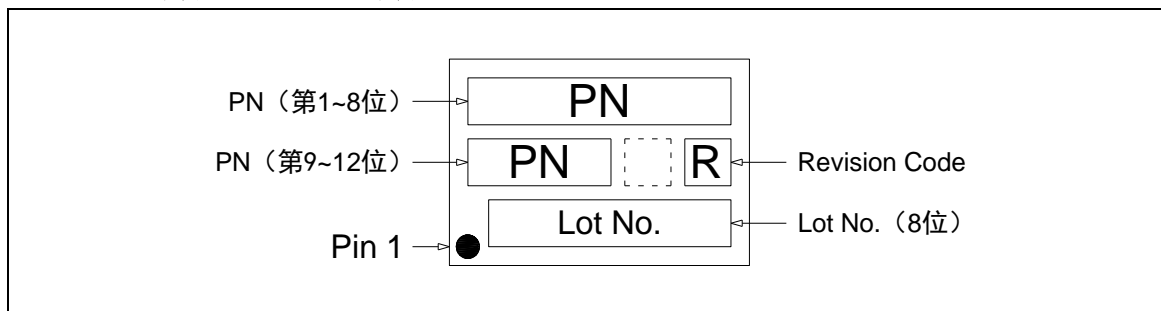 PN（第1~8位） PN
PN（第9~12位） PN R Revision Code
Lot No. Lot No.（8位）
Pin 1